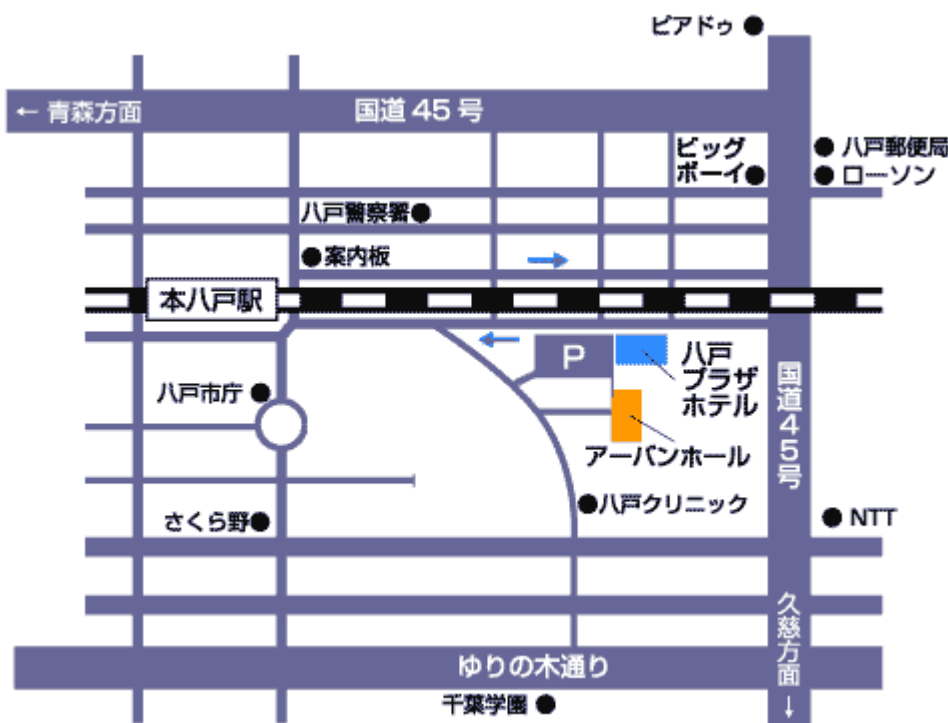 ピアドゥ
← 青森方面
国道 45 号
ビッグ
ボーイ
八戸郵便局
ローソン
八戸警察署
案内板
本八戸駅
P
八戸
プラザ
ホテル
国道45号
八戸市庁
アーバンホール
八戸クリニック
さくら野
NTT
久慈方面↓
ゆりの木通り
千葉学園